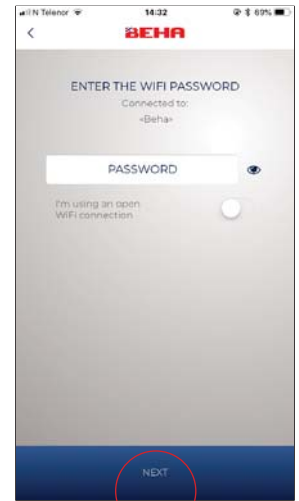 N Telenor 14:32 69%
BEHA
ENTER THE WIFI PASSWORD
Connected to:
«Beha»
PASSWORD
I'm using an open
WiFi connection
NEXT